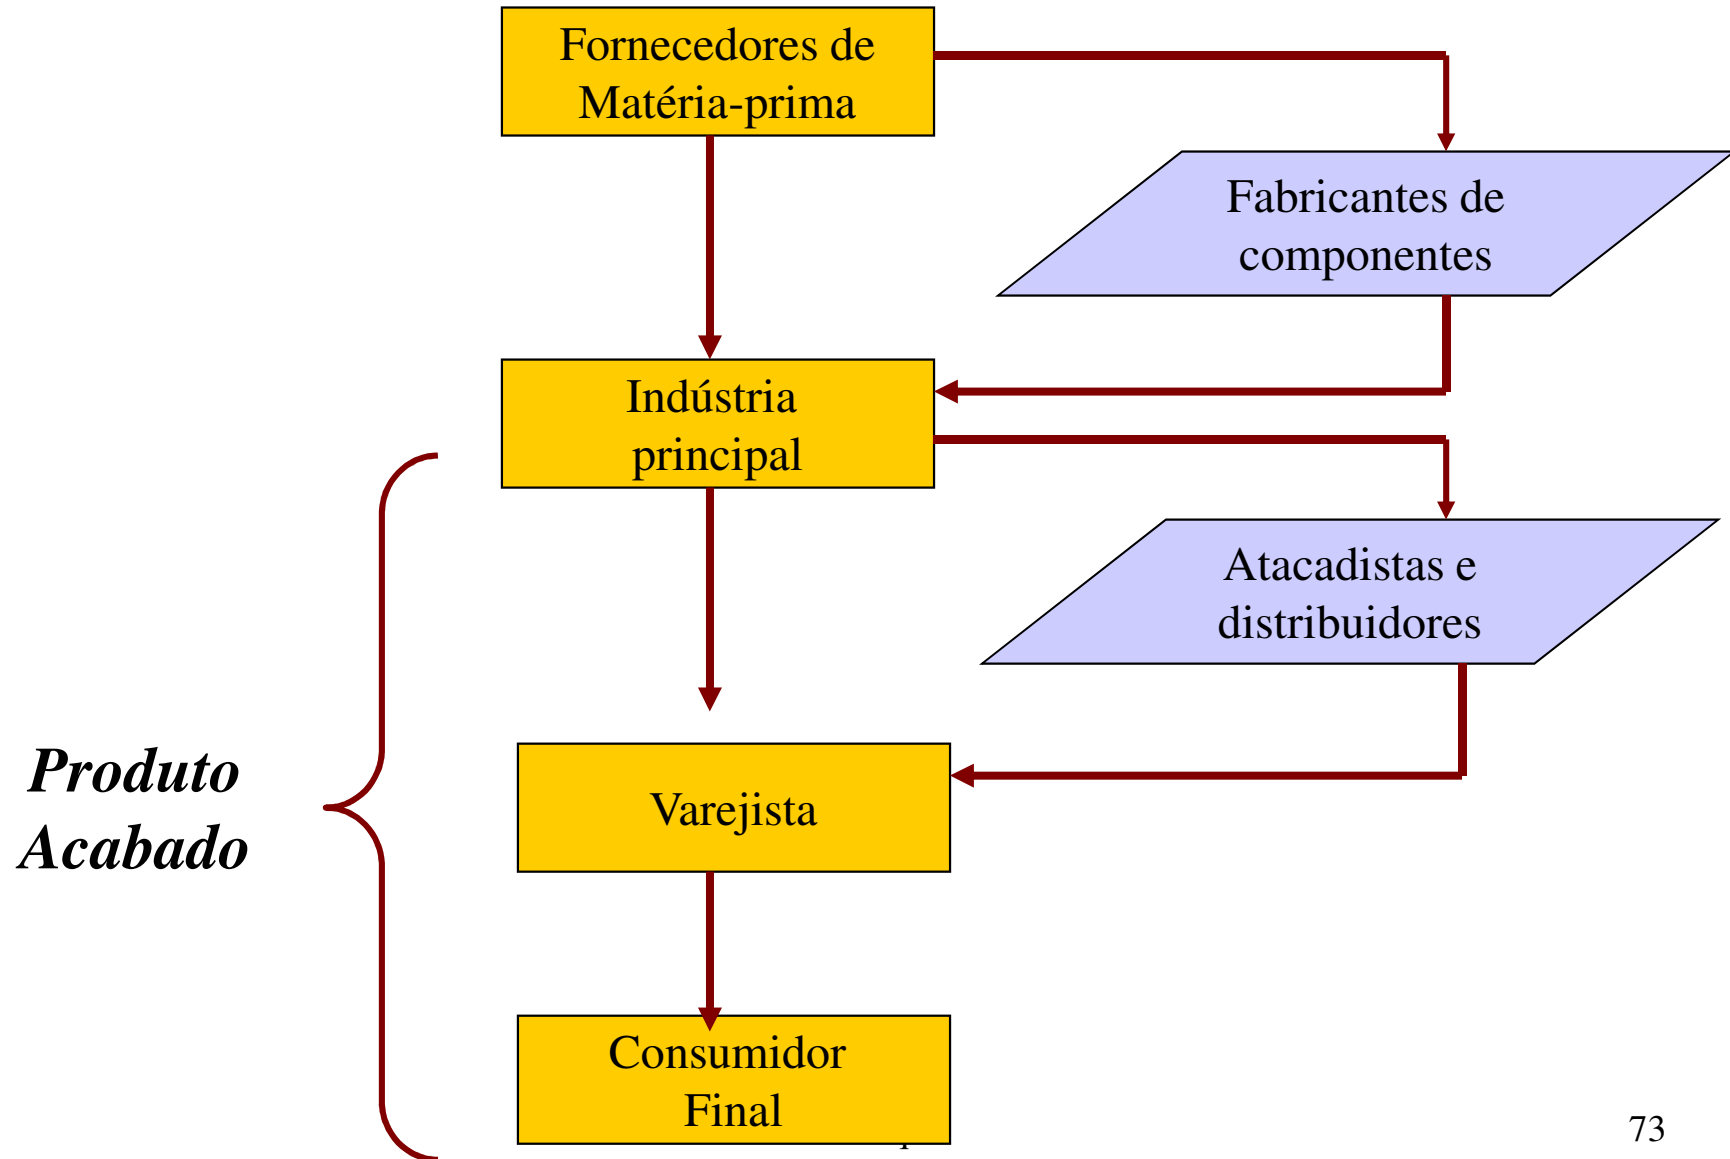 Fornecedores de
Matéria-prima
Fabricantes de
componentes
Indústria
principal
Atacadistas e
distribuidores
Produto
Acabado
Varejista
Consumidor
Final
73